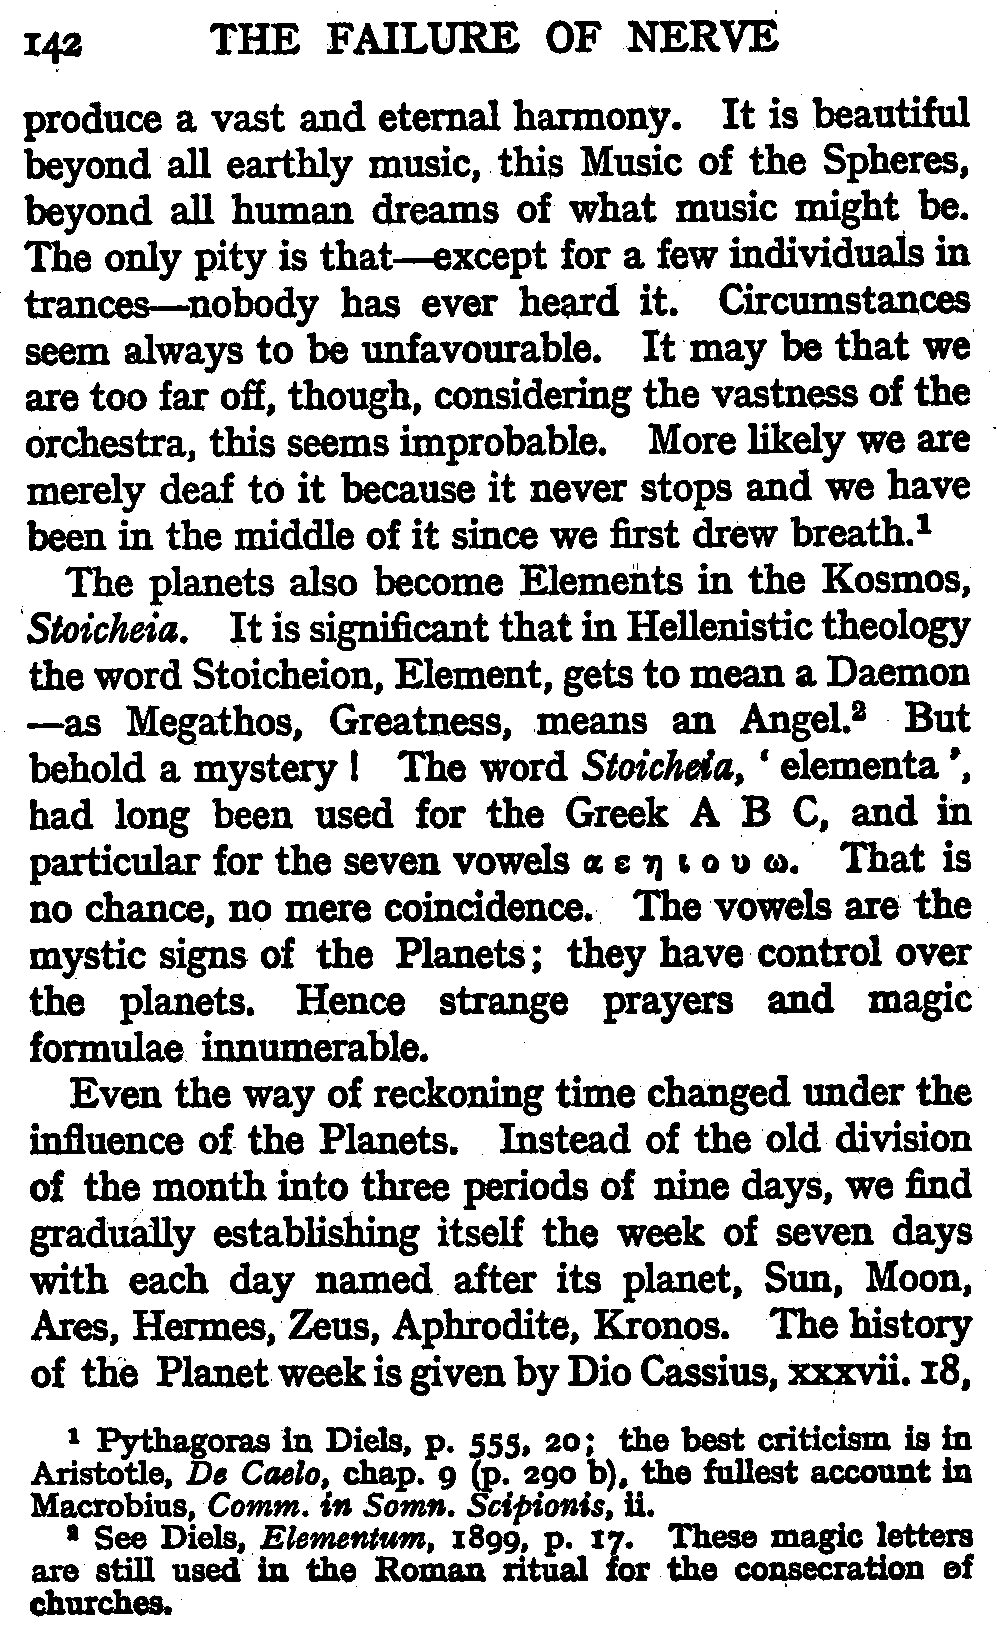 142 THE FAILURE OF NERVE
produce a vast and eternal harmony. It is beautiful
beyond all earthly music, this Music of the Spheres,
beyond all human dreams of what music might be.
The only pity is that—except for a few individuals in
trances—nobody has ever heard it. Circumstances
seem always to be unfavourable. It may be that we
are too far off, though, considering the vastness of the
orchestra, this seems improbable. More likely we are
merely deaf to it because it never stops and we have
been in the middle of it since we first drew breath.¹
The planets also become Elements in the Kosmos,
Stoicheia. It is significant that in Hellenistic theology
the word Stoicheion, Element, gets to mean a Daemon
—as Megathos, Greatness, means an Angel.² But
behold a mystery ! The word Stoicheia, ‘ elementa ’,
had long been used for the Greek A B C, and in
particular for the seven vowels α ε η ι ο υ ω. That is
no chance, no mere coincidence. The vowels are the
mystic signs of the Planets; they have control over
the planets. Hence strange prayers and magic
formulae innumerable.
Even the way of reckoning time changed under the
influence of the Planets. Instead of the old division
of the month into three periods of nine days, we find
gradually establishing itself the week of seven days
with each day named after its planet, Sun, Moon,
Ares, Hermes, Zeus, Aphrodite, Kronos. The history
of the Planet week is given by Dio Cassius, xxxvii. 18,
¹ Pythagoras in Diels, p. 555, 20; the best criticism is in
Aristotle, De Caelo, chap. 9 (p. 290 b), the fullest account in
Macrobius, Comm. in Somn. Scipionis, ii.
² See Diels, Elementum, 1899, p. 17. These magic letters
are still used in the Roman ritual for the consecration of
churches.